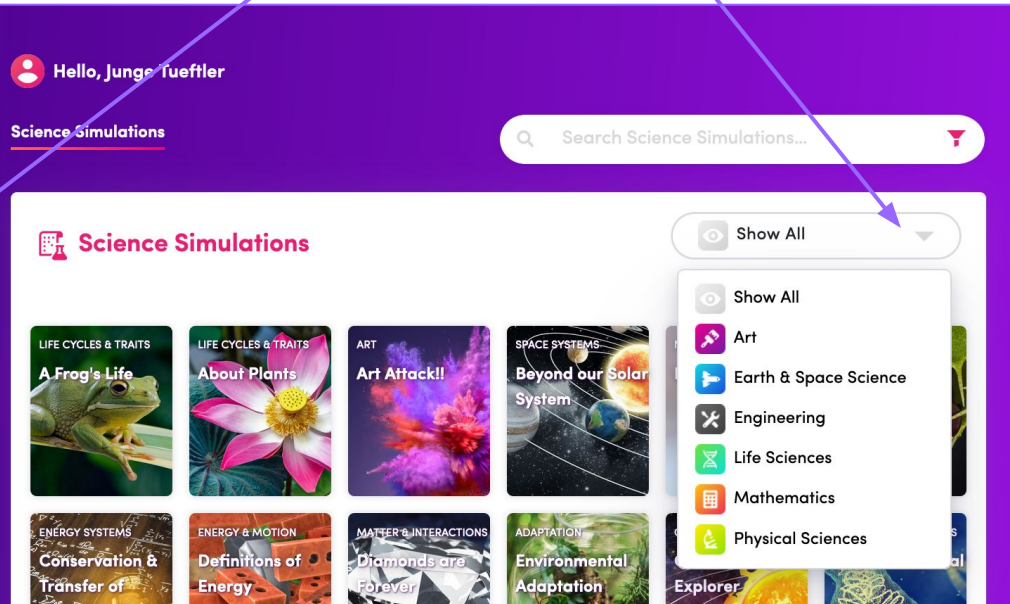 Hello, Junge Tueftler
Science Simulations
Search Science Simulations...
Science Simulations
Show All
Show All
Art
Earth & Space Science
Engineering
Life Sciences
Mathematics
Physical Sciences
LIFE CYCLES & TRAITS
A Frog's Life
LIFE CYCLES & TRAITS
About Plants
ART
Art Attack!!
SPACE SYSTEMS
Beyond our Solar
System
ENERGY SYSTEMS
Conservation &
Transfer of
ENERGY & MOTION
Definitions of
Energy
MATTER & INTERACTIONS
Diamonds are
Forever
ADAPTATION
Environmental
Adaptation
Explorer